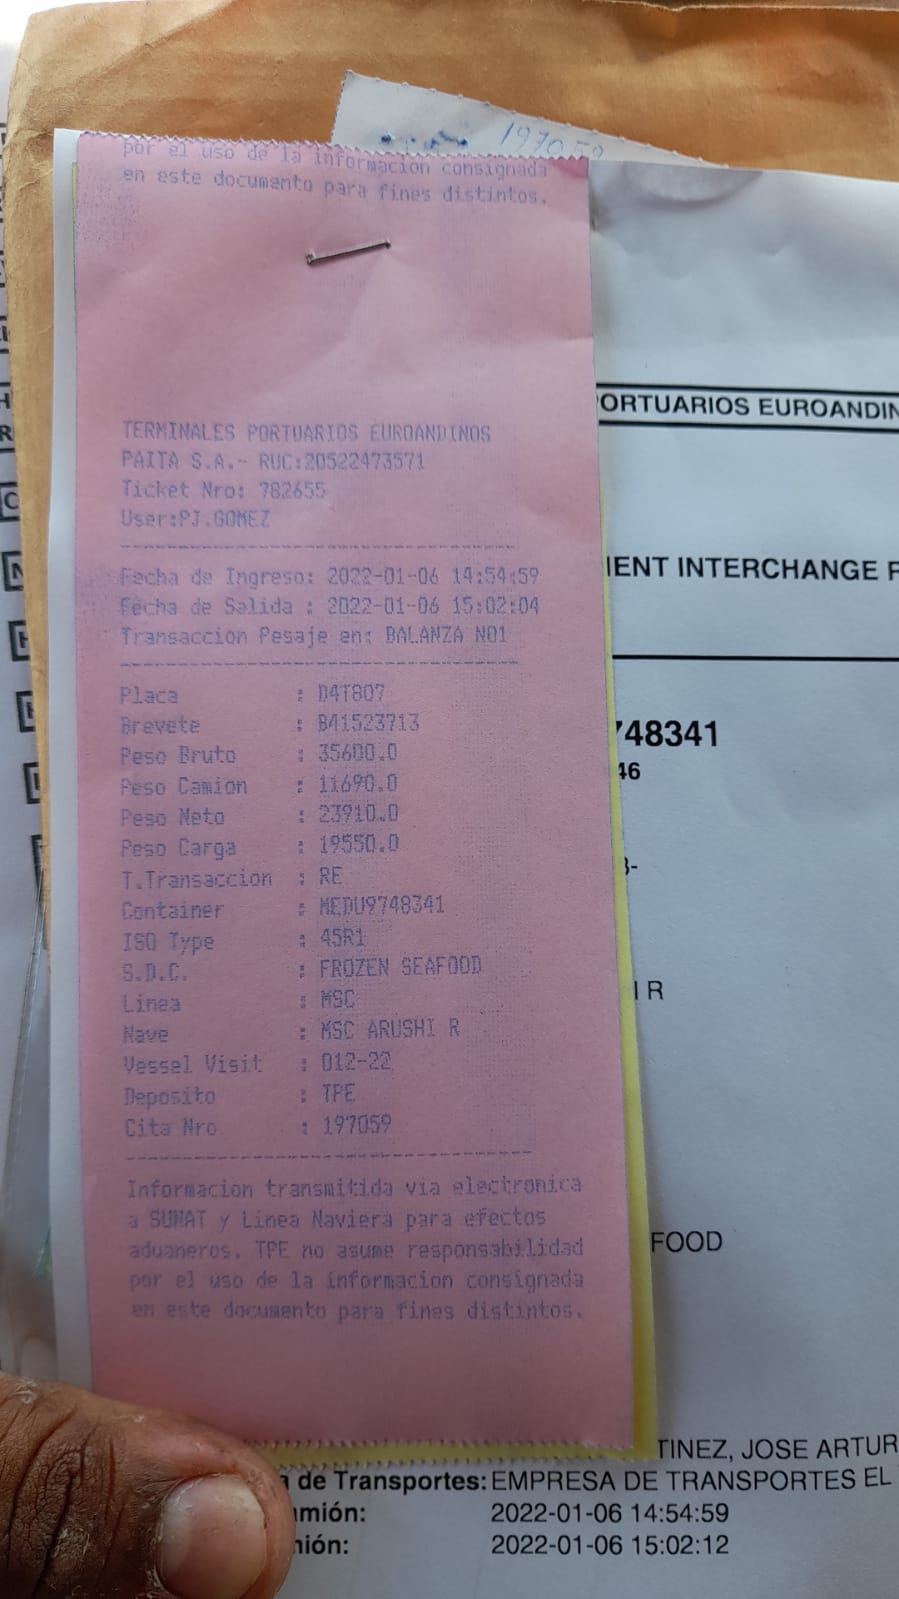 197059
por el uso de la informacion consignada
en este documento para fines distintos.
TERMINALES PORTUARIOS EUROANDINOS
PAITA S.A.- RUC:20522473571
Ticket Nro: 782655
User:PJ.GOMEZ
Fecha de Ingreso: 2022-01-06 14:54:59
Fecha de Salida : 2022-01-06 15:02:04
Transaccion Pesaje en: BALANZA NO1
Placa : D4T807
Brevete : B41523713
Peso Bruto : 35600.0
Peso Camion : 11690.0
Peso Neto : 23910.0
Peso Carga : 19550.0
T.Transaccion : RE
Container : MEDU9748341
ISO Type : 45R1
S.D.C. : FROZEN SEAFOOD
Linea : MSC
Nave : MSC ARUSHI R
Vessel Visit : 012-22
Deposito : TPE
Cita Nro : 197059
Informacion transmitida via electronica
a SUNAT y Linea Naviera para efectos
aduaneros. TPE no asume responsabilidad
por el uso de la informacion consignada
en este documento para fines distintos.
ORTUARIOS EUROANDIN
ENT INTERCHANGE
748341
46
I R
FOOD
TINEZ, JOSE ARTUR
de Transportes: EMPRESA DE TRANSPORTES EL
mión: 2022-01-06 14:54:59
ión: 2022-01-06 15:02:12